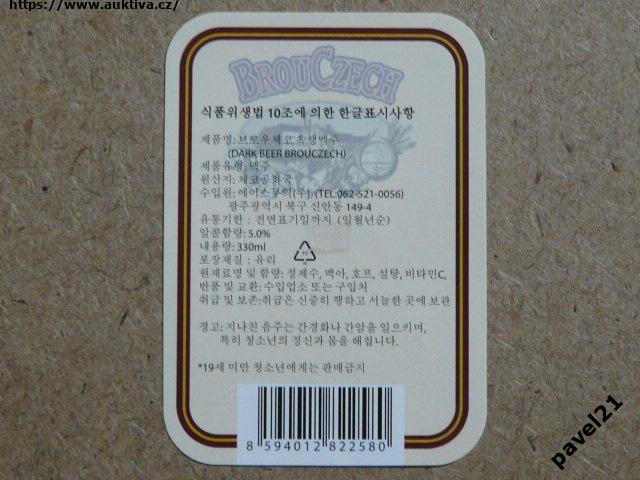 https://www.auktiva.cz/
BROUCZECH
식품위생법 10조에 의한 한글표시사항
제품명: 브로우체코 흑생맥주
(DARK BEER BROUCZECH)
제품유형: 맥주
원산지: 체코공화국
수입원: 에이스무역(주). (TEL:062-521-0056)
광주광역시 북구 신안동 149-4
유통기한 : 전면표기일까지 (일월년순)
알콜함량: 5.0%
내용량: 330ml
포장재질 : 유리
원재료명 및 함량: 정제수, 맥아, 호프, 설탕, 비타민C,
반품 및 교환: 수입업소 또는 구입처
취급 및 보존:취급은 신중히 행하고 서늘한 곳에 보관
경고: 지나친 음주는 간경화나 간암을 일으키며,
특히 청소년의 정신과 몸을 해칩니다.
*19세 미만 청소년에게는 판매금지
8 594012 822580
pavel21